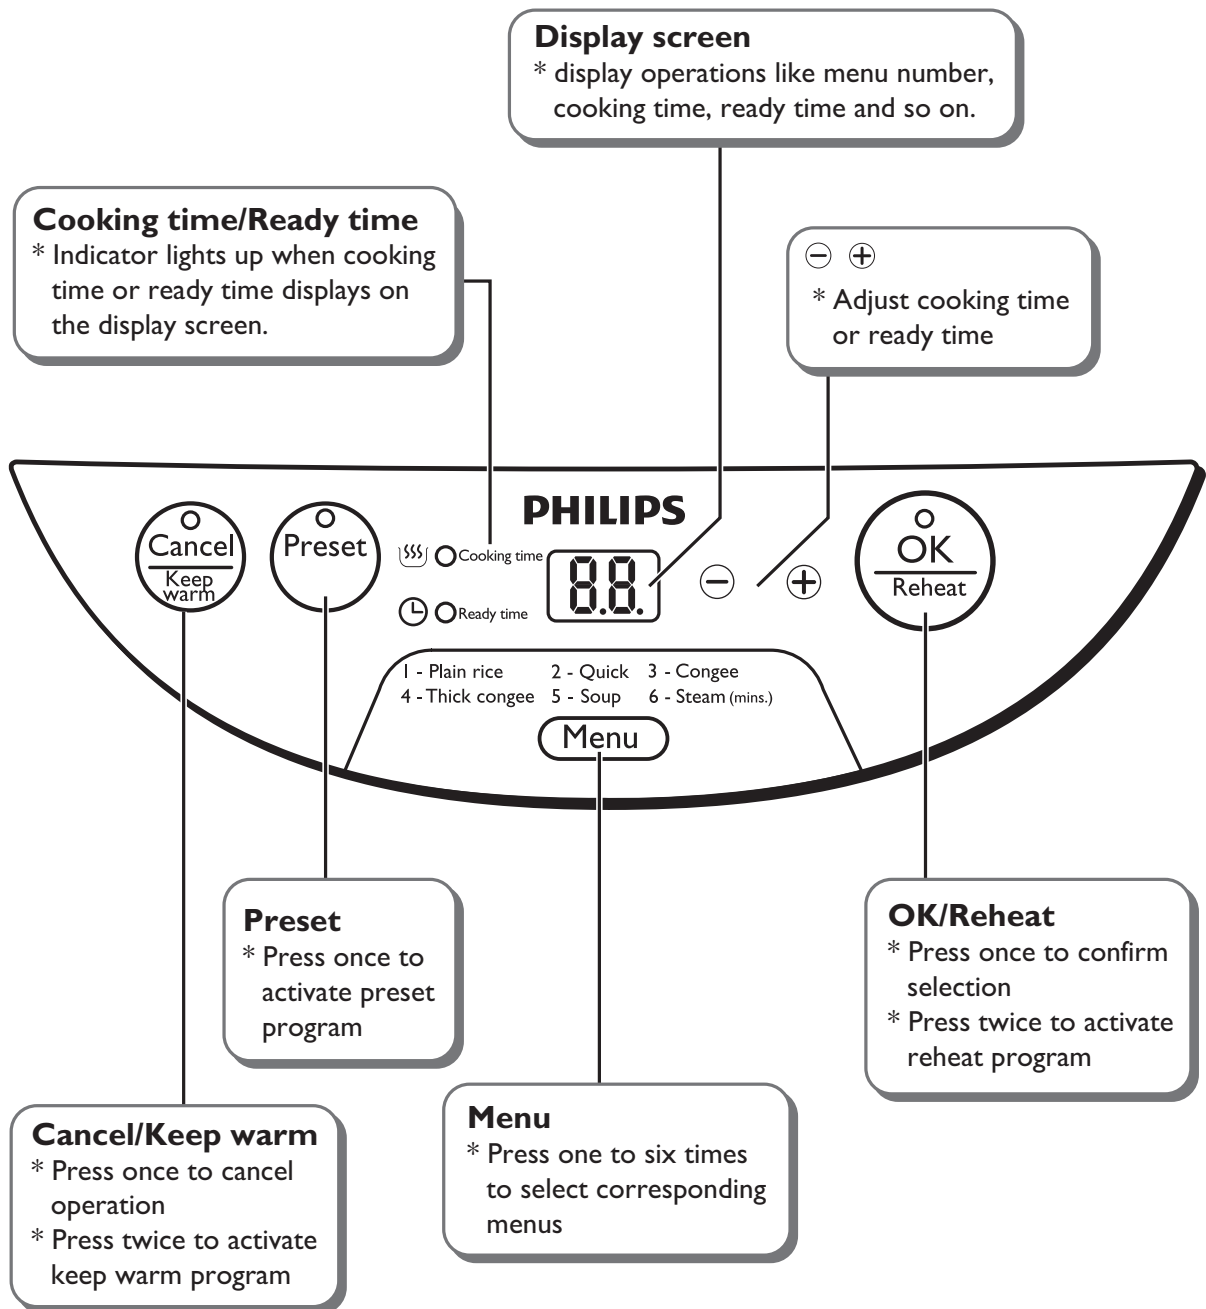 Display screen
* display operations like menu number,
cooking time, ready time and so on.
Cooking time/Ready time
* Indicator lights up when cooking
time or ready time displays on
the display screen.
* Adjust cooking time
or ready time
PHILIPS
Cancel
Keep
warm
Preset
Cooking time
Ready time
88.
OK
Reheat
1 - Plain rice 2 - Quick 3 - Congee
4 - Thick congee 5 - Soup 6 - Steam (mins.)
Menu
Preset
* Press once to
activate preset
program
OK/Reheat
* Press once to confirm
selection
* Press twice to activate
reheat program
Cancel/Keep warm
* Press once to cancel
operation
* Press twice to activate
keep warm program
Menu
* Press one to six times
to select corresponding
menus